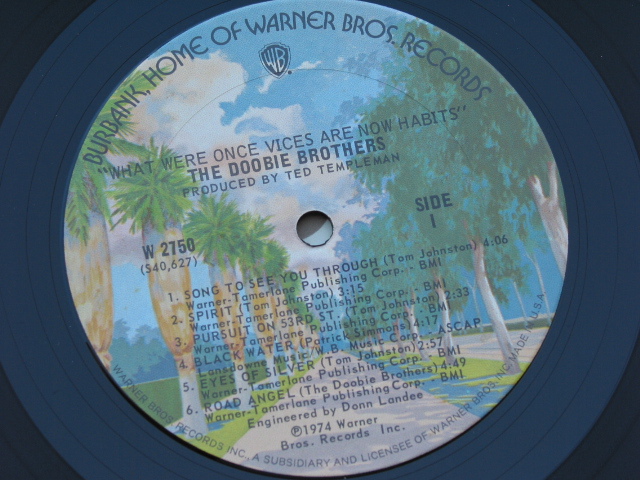 BURBANK, HOME OF WARNER BROS. RECORDS
WB
"WHAT WERE ONCE VICES ARE NOW HABITS"
THE DOOBIE BROTHERS
PRODUCED BY TED TEMPLEMAN
SIDE
1
W 2750
(S40,627)
1. SONG TO SEE YOU THROUGH (Tom Johnston) 4:06
Warner-Tamerlane Publishing Corp. - BMI
2. SPIRIT (Tom Johnston) 3:15
Warner-Tamerlane Publishing Corp. - BMI
3. PURSUIT ON 53RD ST. (Tom Johnston) 2:33
Warner-Tamerlane Publishing Corp. - BMI
4. BLACK WATER (Patrick Simmons) 4:17
Lansdowne Music/W.B. Music Corp. - ASCAP
5. EYES OF SILVER (Tom Johnston) 2:57
Warner-Tamerlane Publishing Corp. - BMI
6. ROAD ANGEL (The Doobie Brothers) 4:49
Warner-Tamerlane Publishing Corp. - BMI
Engineered by Donn Landee
℗1974 Warner
Bros. Records Inc.
WARNER BROS. RECORDS INC., A SUBSIDIARY AND LICENSEE OF WARNER BROS. INC. MADE IN U.S.A.